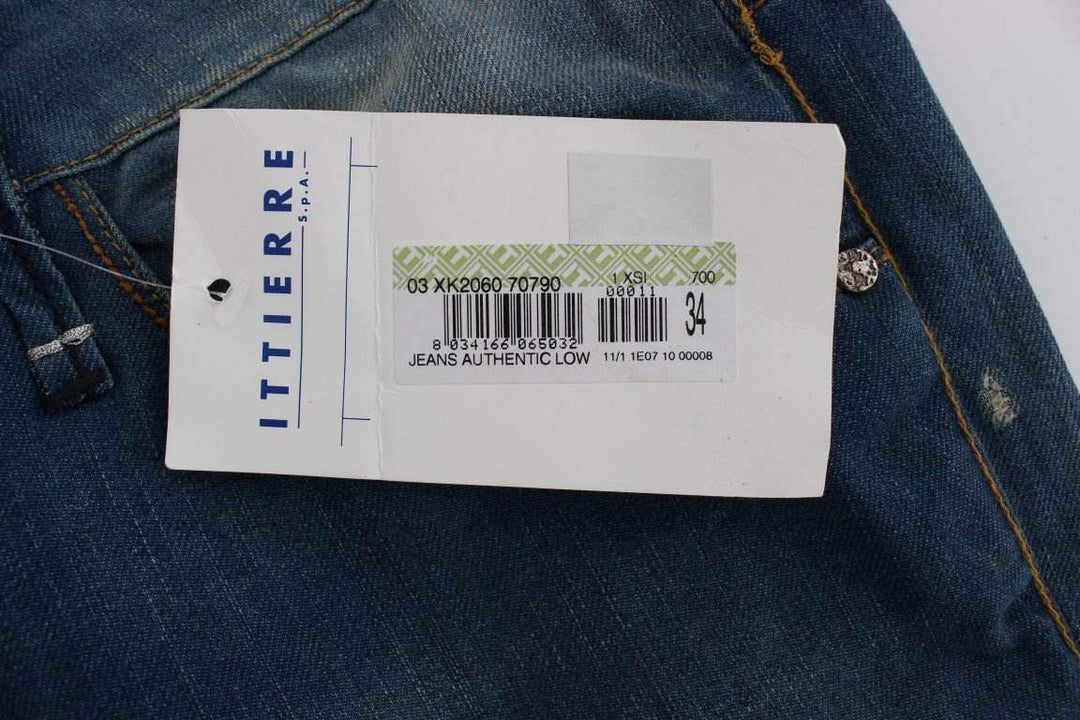 ITTIERRE
S.p.A.
03 XK2060 70790 1 XSI 700
00011
34
8 034166 065032
JEANS AUTHENTIC LOW 11/1 1E07 10 00008